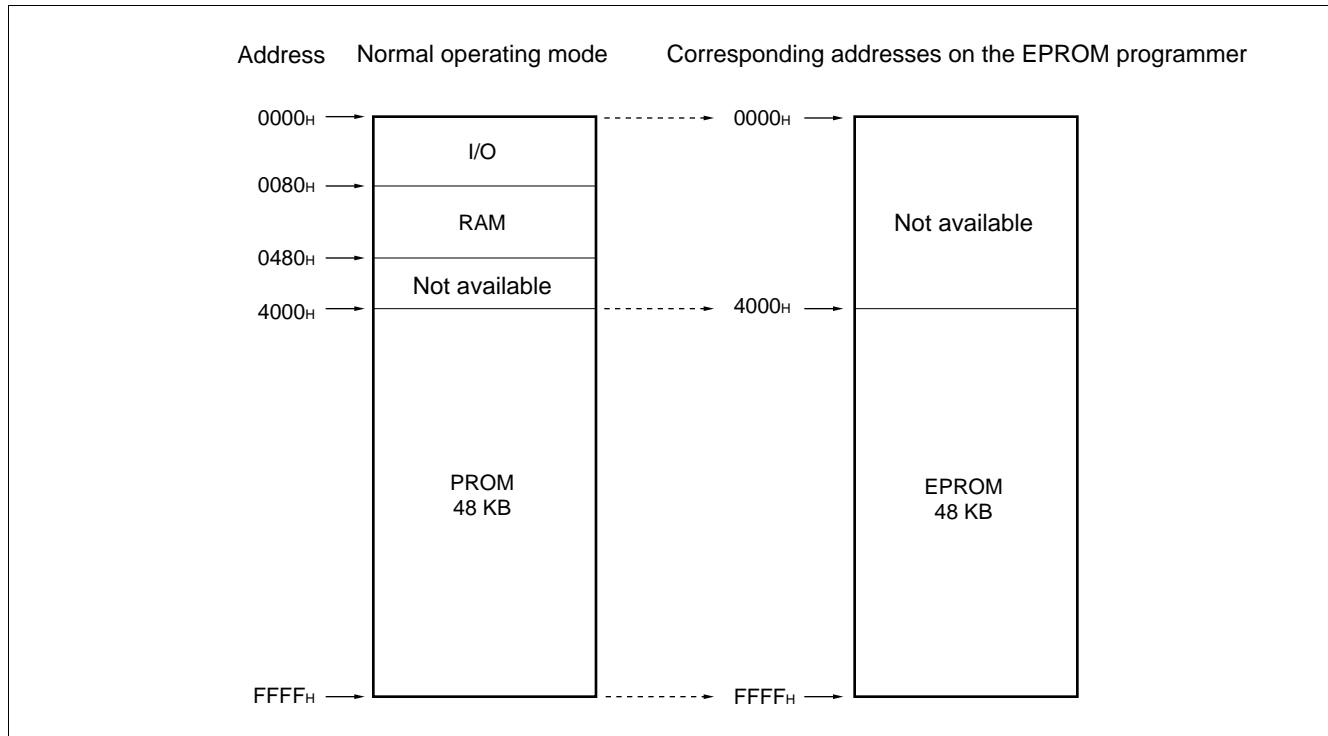 Address Normal operating mode Corresponding addresses on the EPROM programmer
0000H 0000H
I/O
0080H
RAM Not available
0480H
Not available
4000H 4000H
PROM EPROM
48 KB 48 KB
FFFFH FFFFH